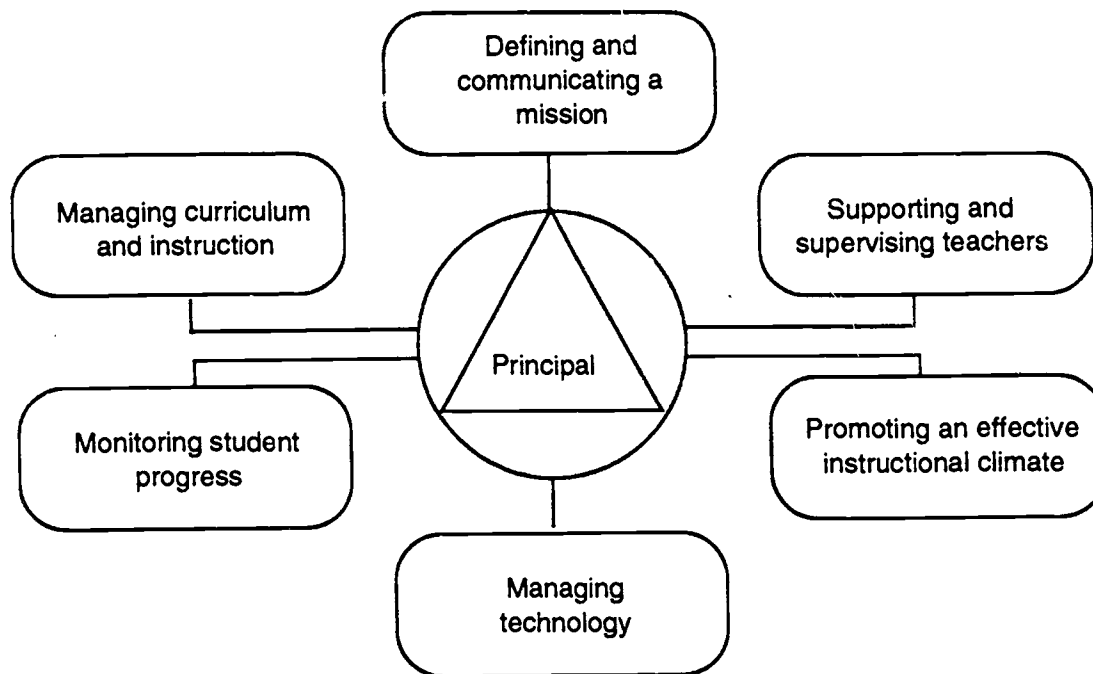 Defining and
communicating a
mission
Managing curriculum
and instruction
Supporting and
supervising teachers
Principal
Monitoring student
progress
Promoting an effective
instructional climate
Managing
technology